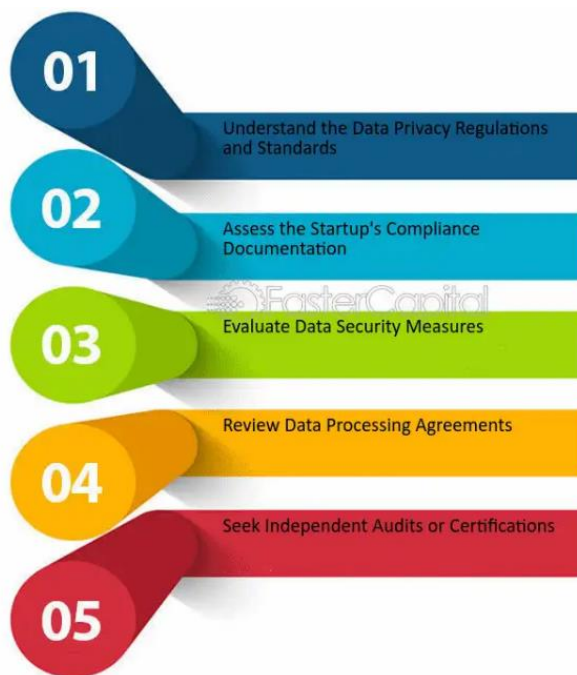 01
Understand the Data Privacy Regulations
and Standards
02
Assess the Startup's Compliance
Documentation
FasterCapital
03
Evaluate Data Security Measures
Review Data Processing Agreements
04
Seek Independent Audits or Certifications
05